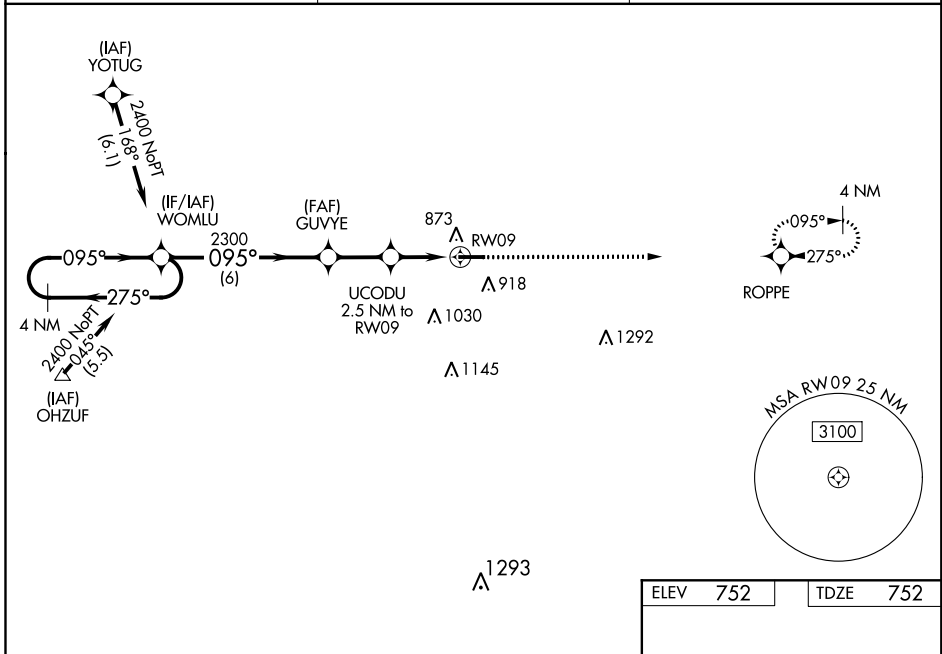 (IAF)
YOTUG
2400 NoPT
168°
(6.1)
(IF/IAF)
WOMLU
(FAF)
GUVYE
873
RW09
4 NM
095°
275°
ROPPE
095°
2300
095°
(6)
275°
4 NM
UCODU
2.5 NM to
RW09
918
1030
1292
1145
2400 NoPT
045°
(5.5)
(IAF)
OHZUF
MSA RW09 25 NM
3100
1293
ELEV 752
TDZE 752